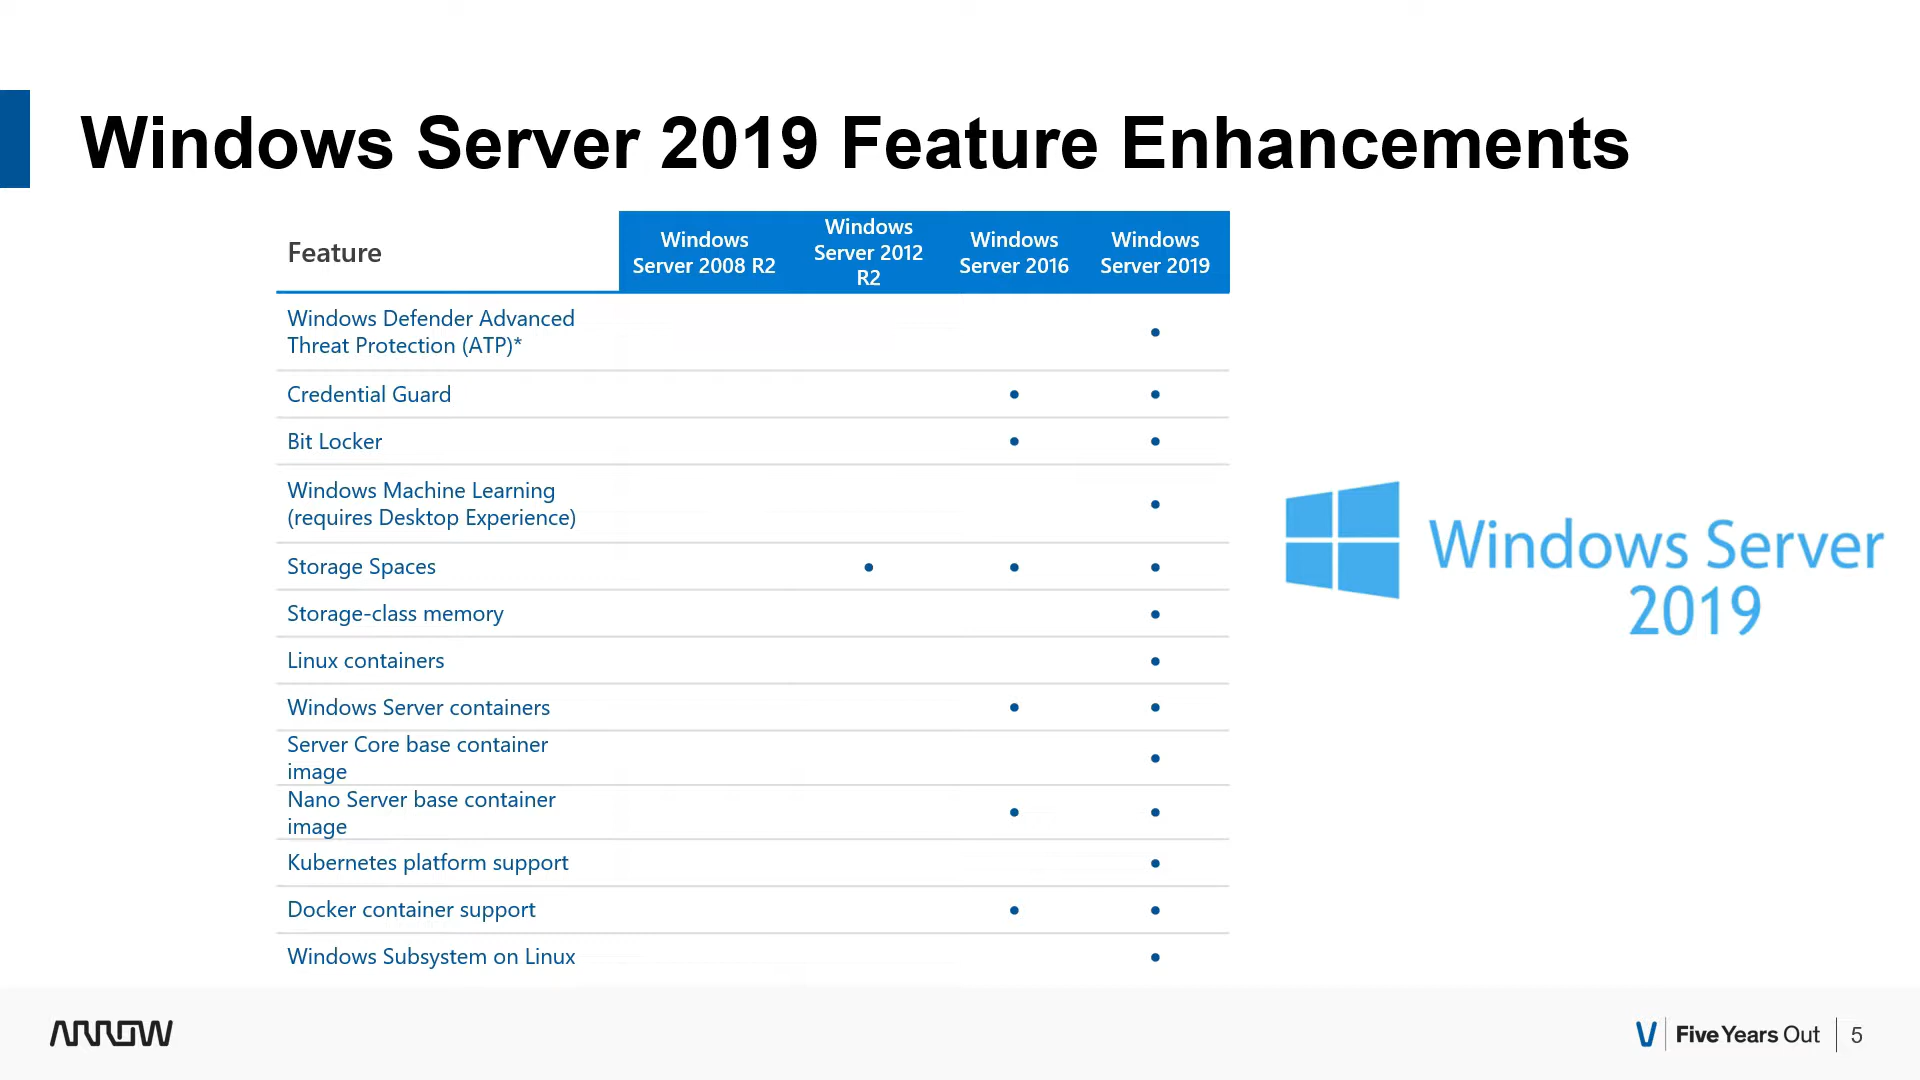 Windows Server 2019 Feature Enhancements
Feature
Windows
Server 2008 R2
Windows
Server 2012
R2
Windows
Server 2016
Windows
Server 2019
Windows Defender Advanced
Threat Protection (ATP)*
•
Credential Guard
• •
Bit Locker
• •
Windows Machine Learning
(requires Desktop Experience)
•
Storage Spaces
• • •
Storage-class memory
•
Linux containers
•
Windows Server containers
• •
Server Core base container
image
•
Nano Server base container
image
• •
Kubernetes platform support
•
Docker container support
• •
Windows Subsystem on Linux
•
Windows Server
2019
ARROW
Five Years Out
5